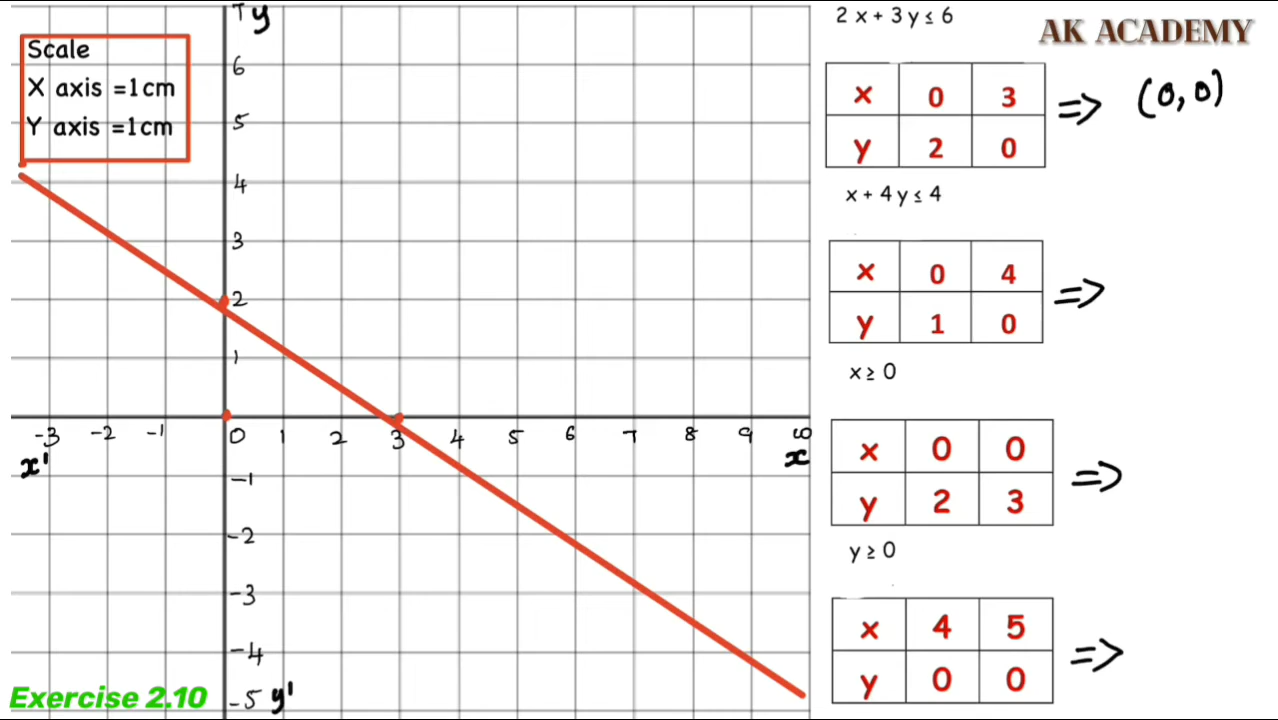 y
Scale
X axis =1cm
Y axis =1cm
6
5
4
3
2
1
-3 -2 -1 0 1 2 3 4 5 6 7 8 9 10
x' x
-1
-2
-3
-4
-5 y'
Exercise 2.10
2x + 3y ≤ 6
AK ACADEMY
x 0 3
y 2 0
=> (0,0)
x + 4y ≤ 4
x 0 4
y 1 0
=>
x ≥ 0
x 0 0
y 2 3
=>
y ≥ 0
x 4 5
y 0 0
=>